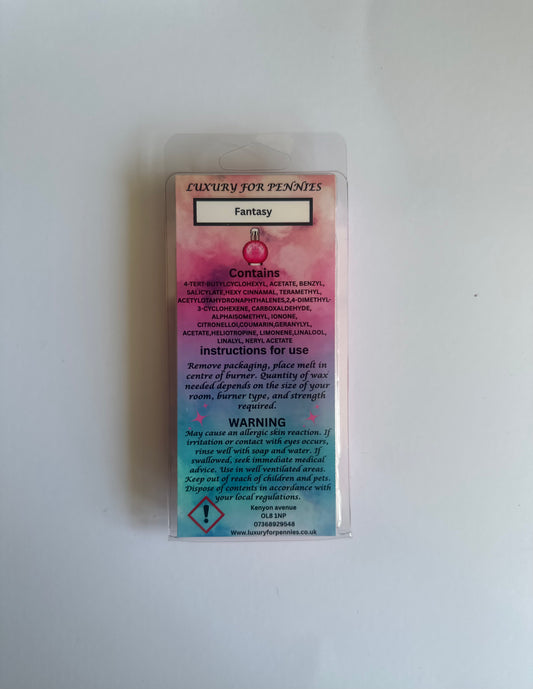 LUXURY FOR PENNIES
Fantasy
Contains
4-TERT-BUTYLCYCLOHEXYL, ACETATE, BENZYL,
SALICYLATE,HEXY CINNAMAL, TERAMETHYL,
ACETYLOTAHYDRONAPHTHALENES,2,4-DIMETHYL-
3-CYCLOHEXENE, CARBOXALDEHYDE,
ALPHAISOMETHYL, IONONE,
CITRONELLOL,COUMARIN,GERANYLYL,
ACETATE,HELIOTROPINE, LIMONENE,LINALOOL,
LINALYL, NERYL ACETATE
instructions for use
Remove packaging, place melt in
centre of burner. Quantity of wax
needed depends on the size of your
room, burner type, and strength
required.
WARNING
May cause an allergic skin reaction. If
irritation or contact with eyes occurs,
rinse well with soap and water. If
swallowed, seek immediate medical
advice. Use in well ventilated areas.
Keep out of reach of children and pets.
Dispose of contents in accordance with
your local regulations.
Kenyon avenue
OL8 1NP
07368929548
Www.luxuryforpennies.co.uk